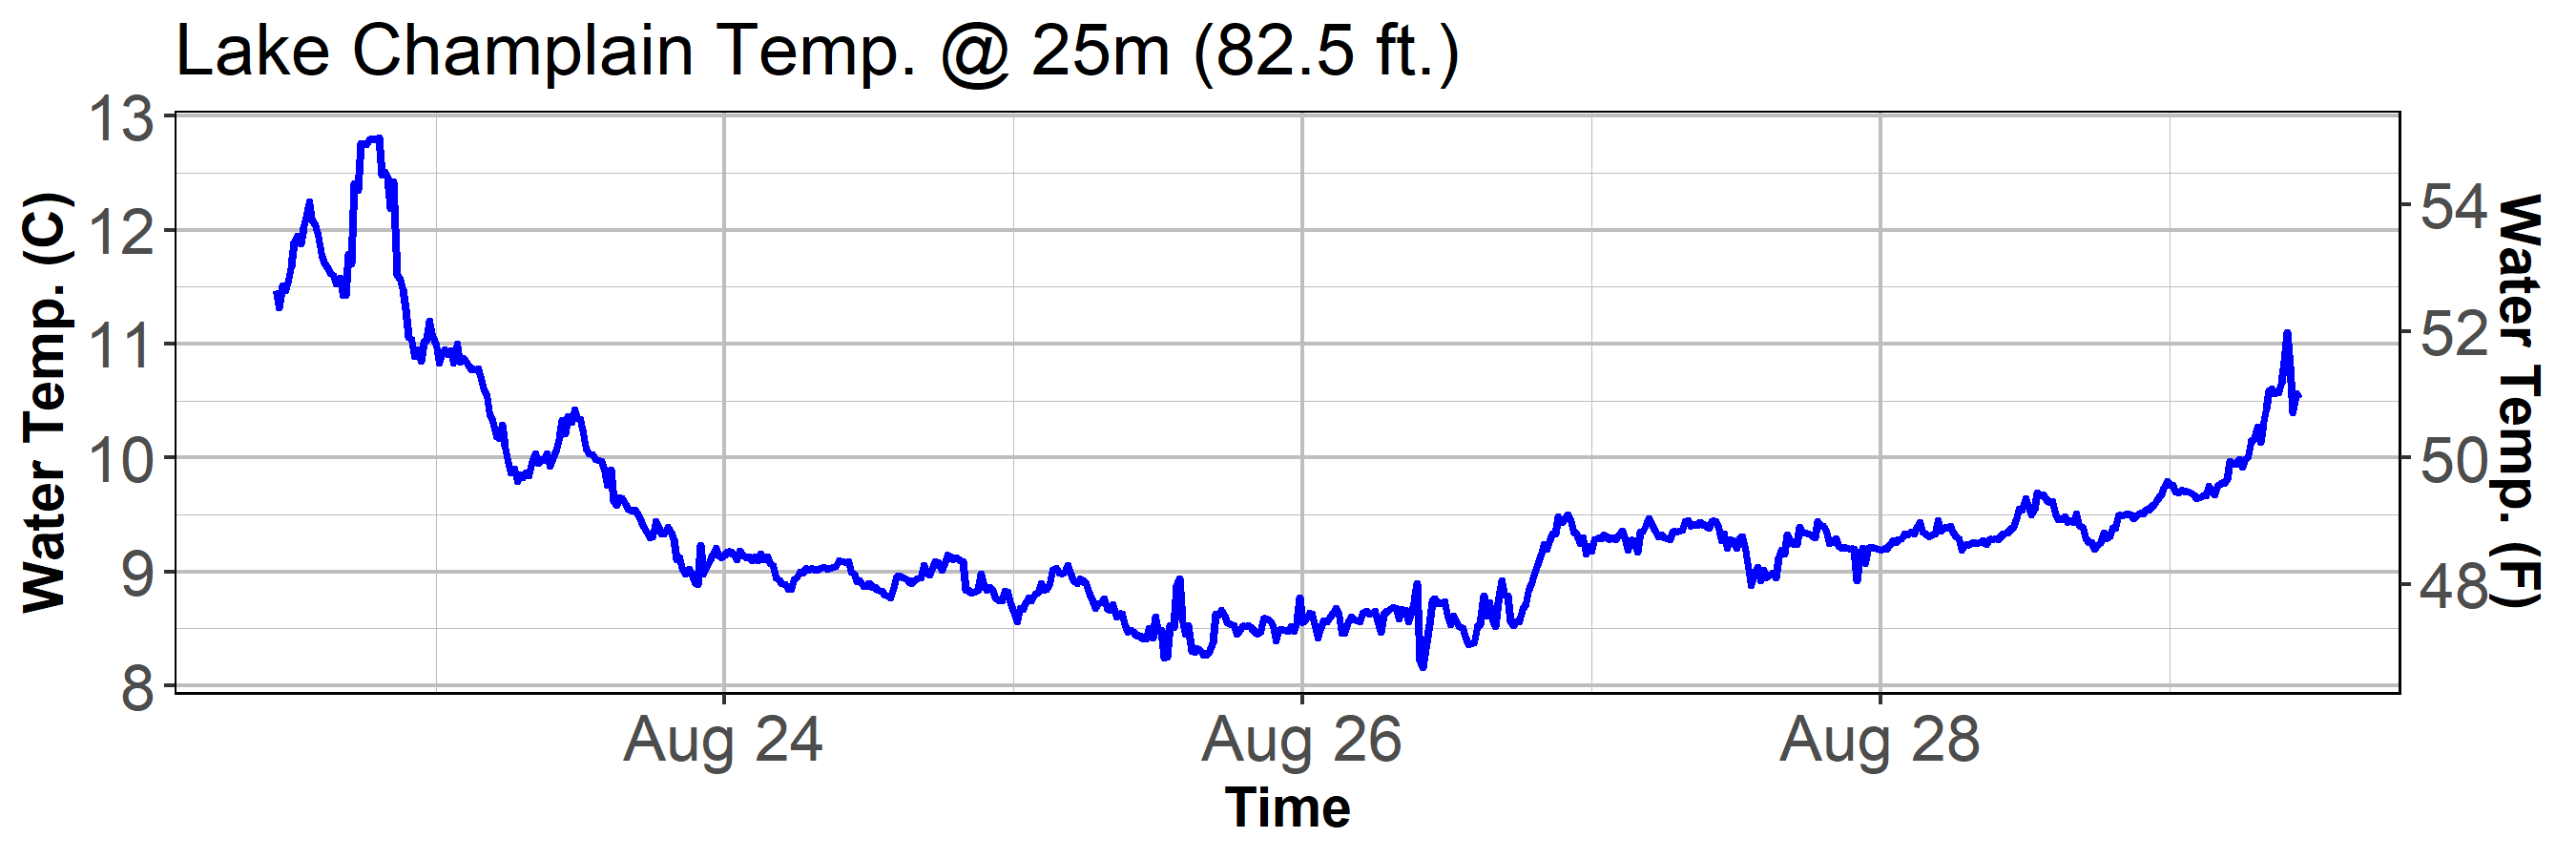 Lake Champlain Temp. @ 25m (82.5 ft.)
Water Temp. (C)
13
12
11
10
9
8
54
52
50
48
Water Temp. (F)
Aug 24 Aug 26 Aug 28
Time